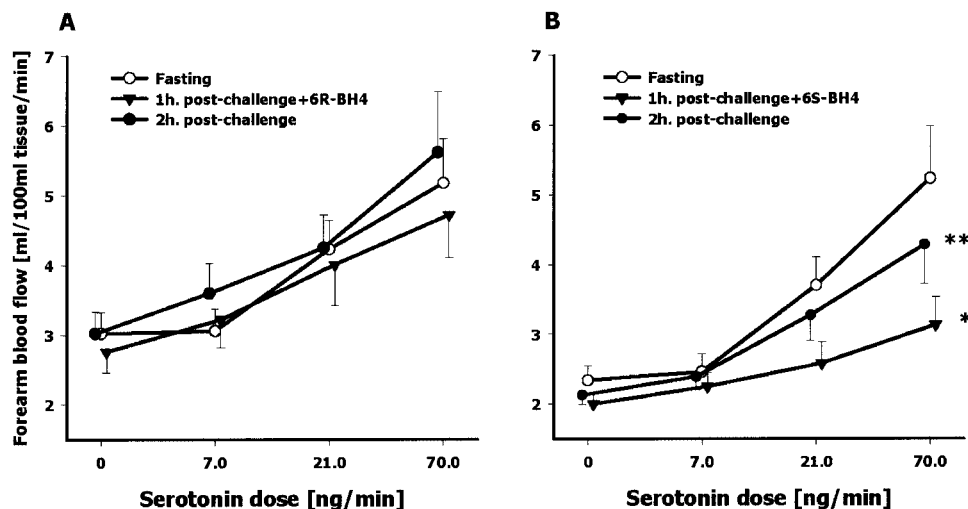 A
Forearm blood flow [ml/100ml tissue/min]
7
6
5
4
3
2
Fasting
1h. post-challenge+6R-BH4
2h. post-challenge
0 7.0 21.0 70.0
Serotonin dose [ng/min]
B
7
6
5
4
3
2
Fasting
1h. post-challenge+6S-BH4
2h. post-challenge
**
*
0 7.0 21.0 70.0
Serotonin dose [ng/min]